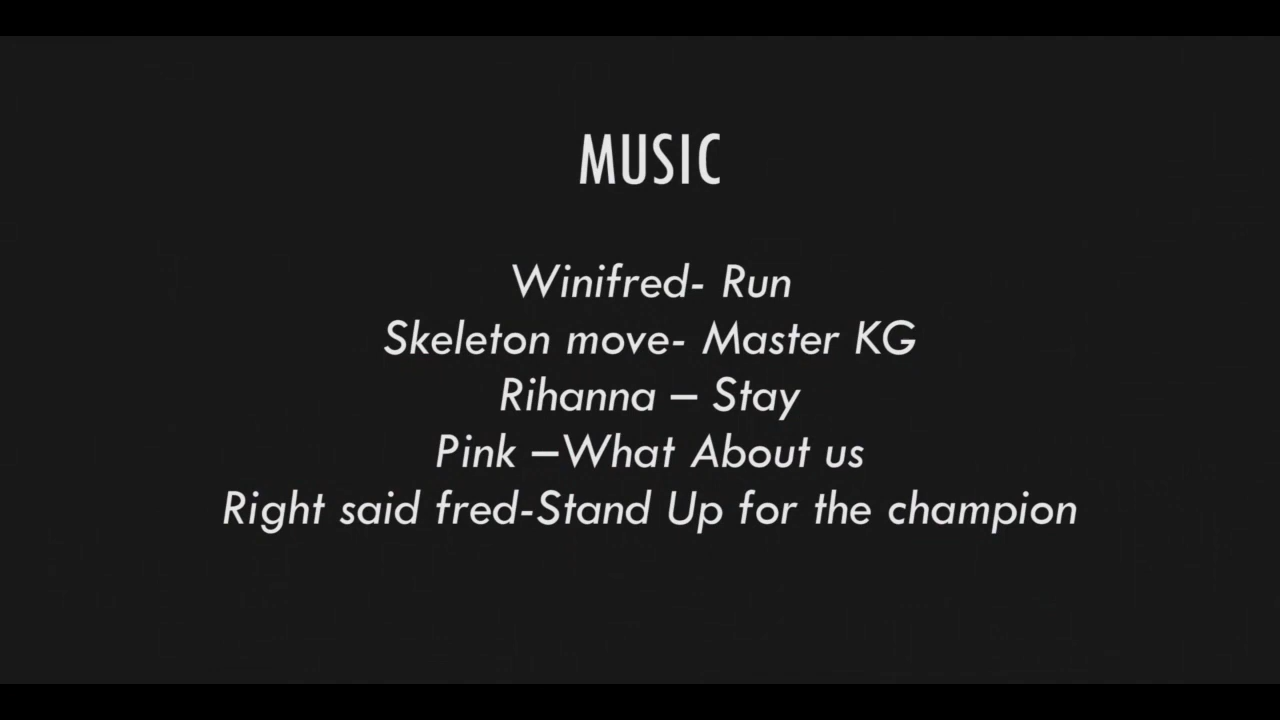 MUSIC
Winifred- Run
Skeleton move- Master KG
Rihanna – Stay
Pink –What About us
Right said fred-Stand Up for the champion